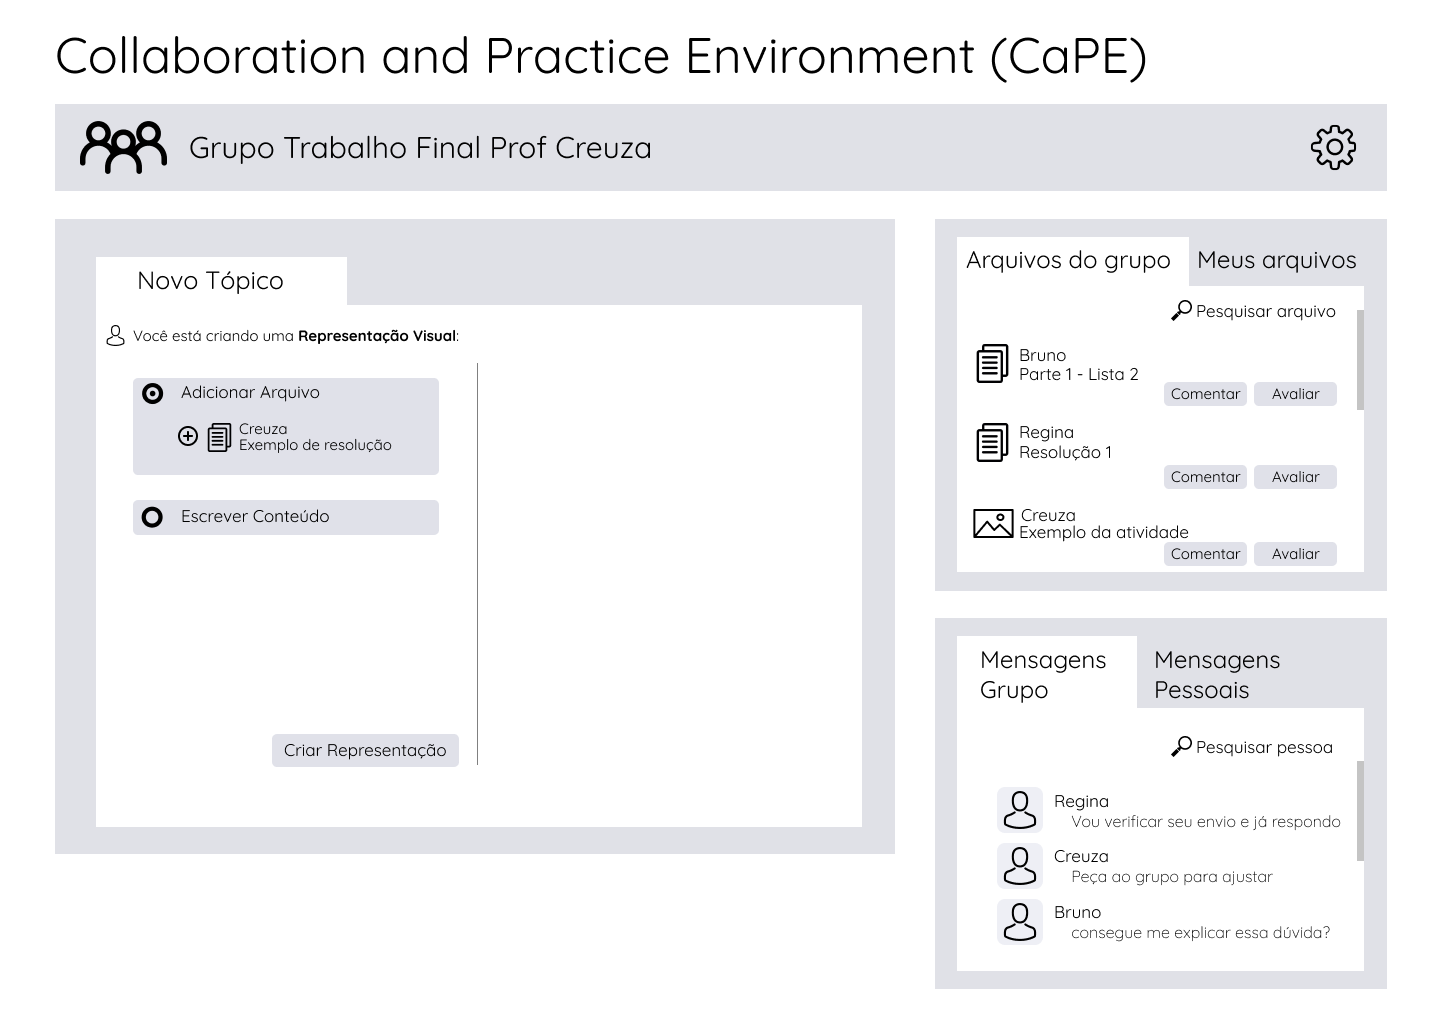 Collaboration and Practice Environment (CaPE)
Grupo Trabalho Final Prof Creuza
Novo Tópico
Você está criando uma Representação Visual:
Adicionar Arquivo
Creuza
Exemplo de resolução
Escrever Conteúdo
Criar Representação
Arquivos do grupo
Meus arquivos
Pesquisar arquivo
Bruno
Parte 1 - Lista 2
Comentar
Avaliar
Regina
Resolução 1
Comentar
Avaliar
Creuza
Exemplo da atividade
Comentar
Avaliar
Mensagens
Grupo
Mensagens
Pessoais
Pesquisar pessoa
Regina
Vou verificar seu envio e já respondo
Creuza
Peça ao grupo para ajustar
Bruno
consegue me explicar essa dúvida?